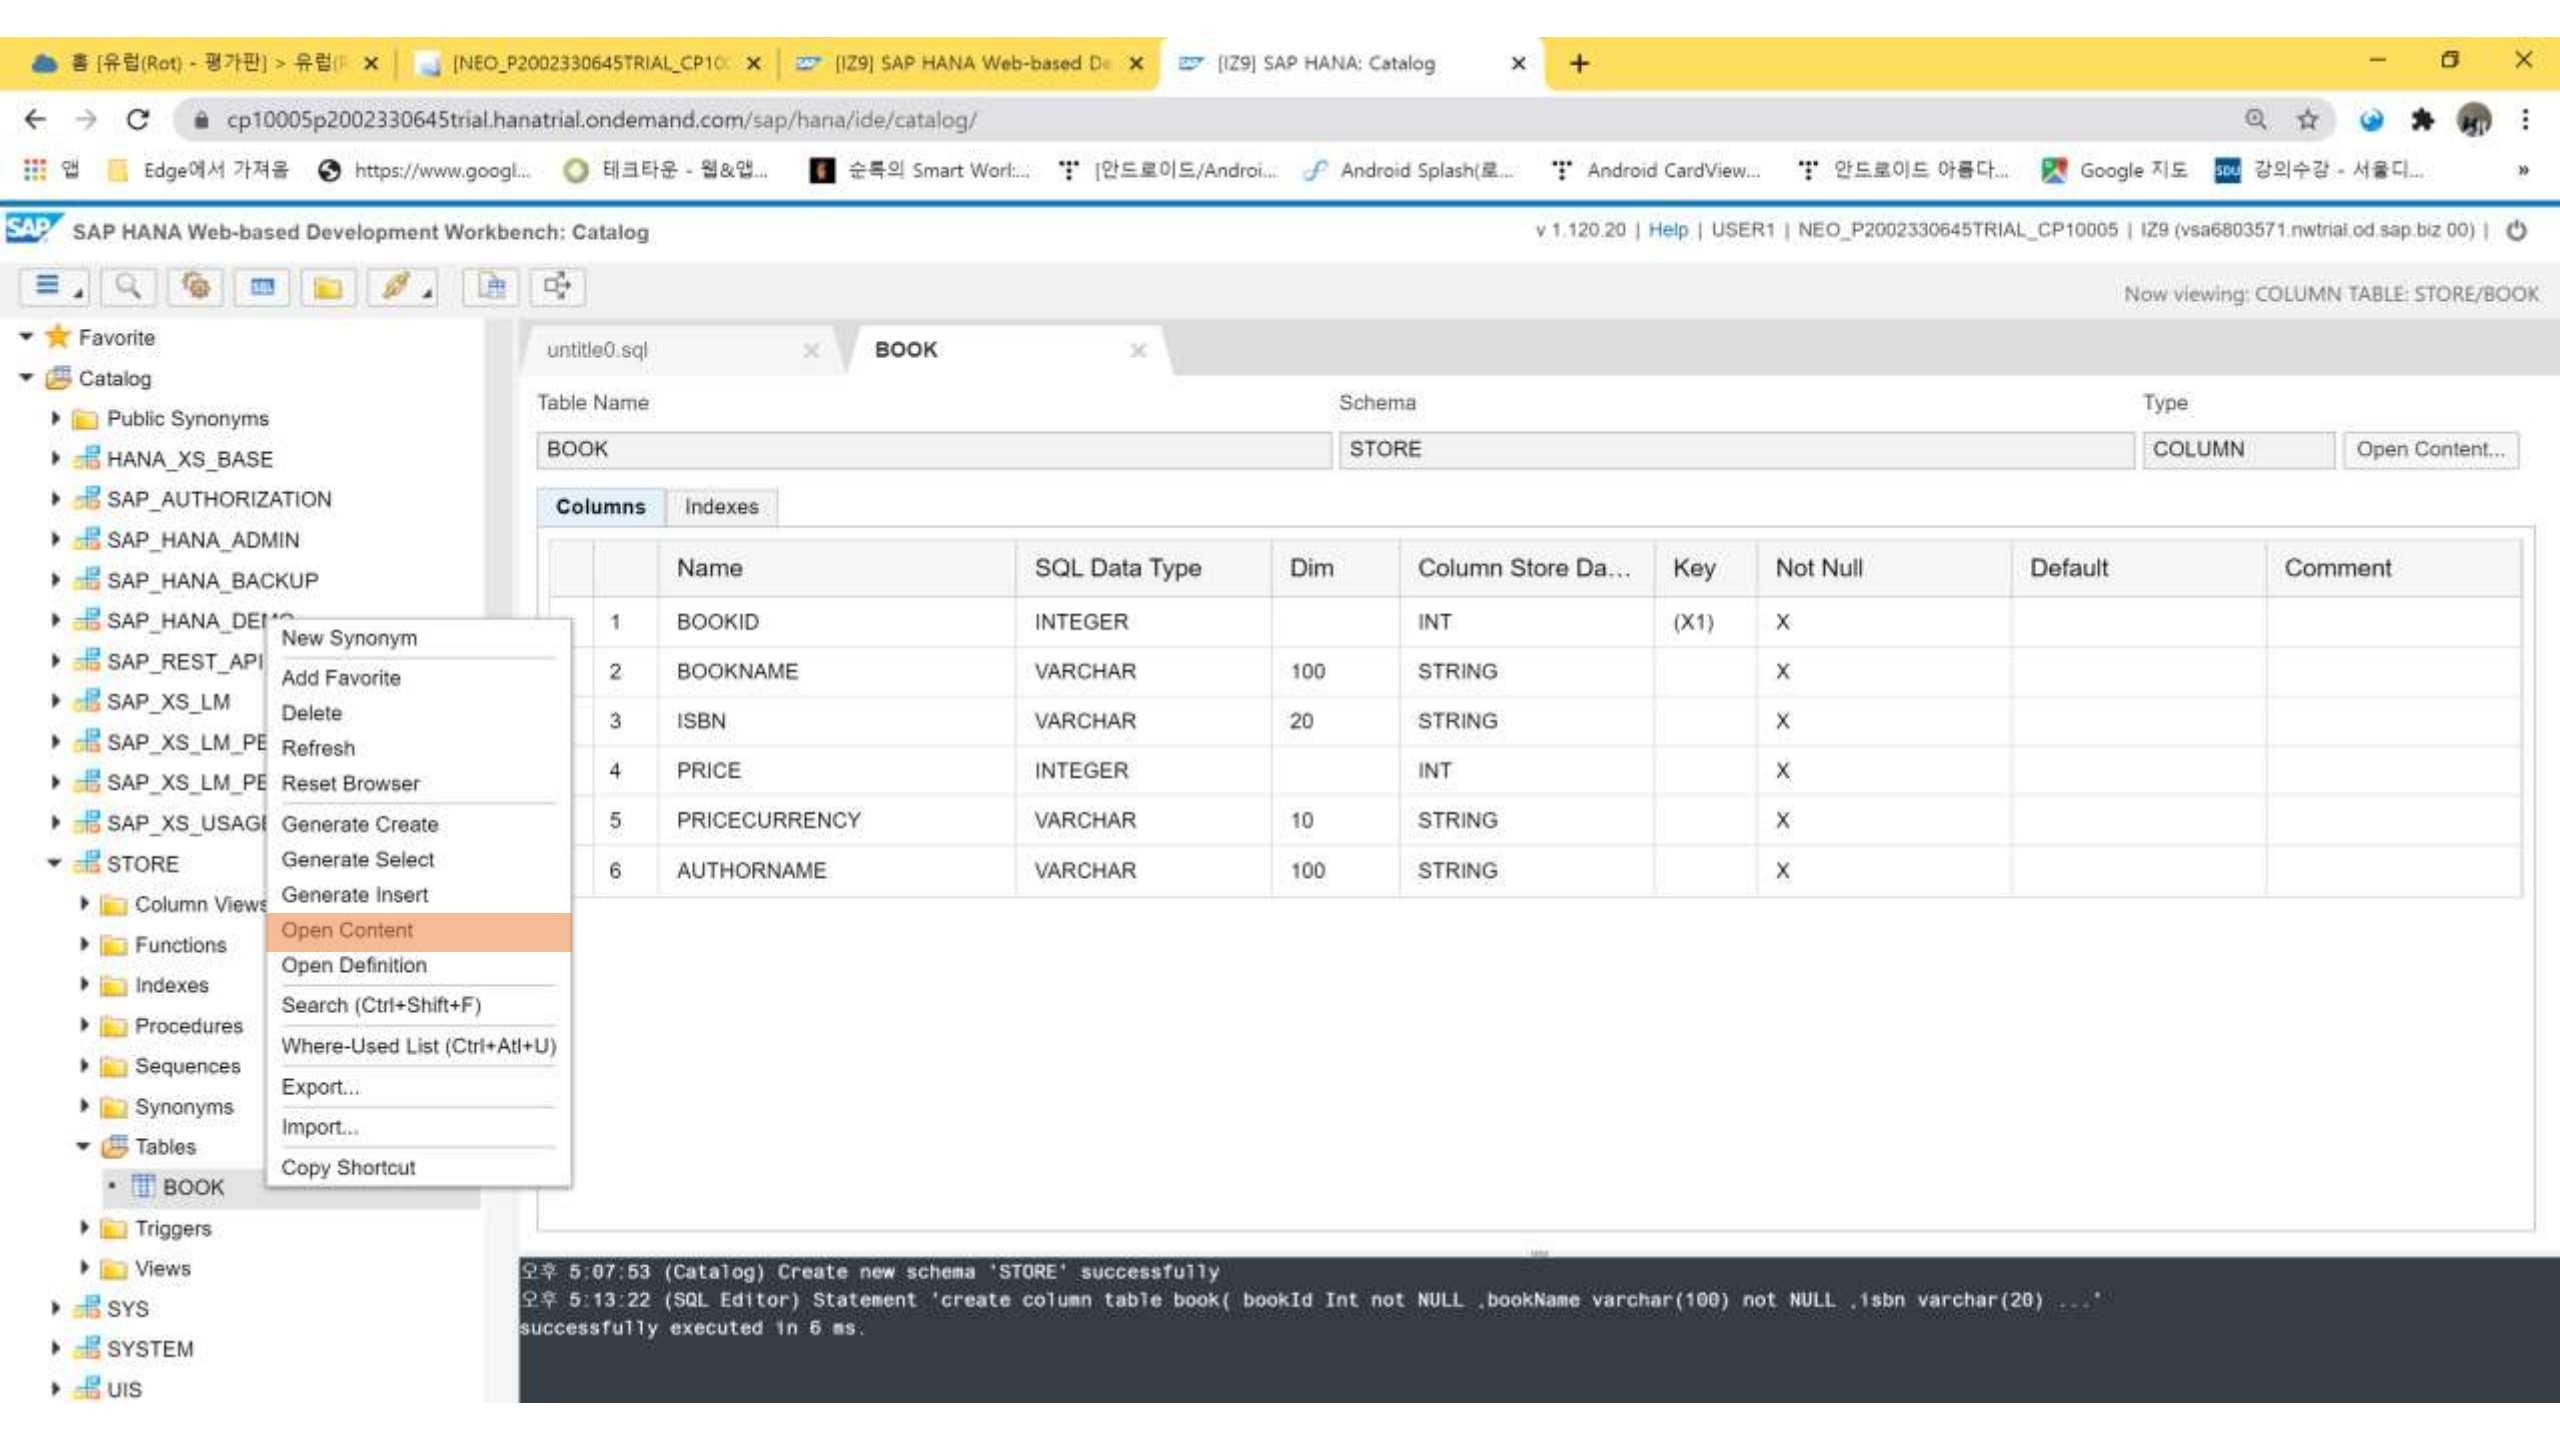 홈 [유럽(Rot) - 평가판] > 유럽(
[NEO_P2002330645TRIAL_CP10
[IZ9] SAP HANA Web-based De
[IZ9] SAP HANA: Catalog
cp10005p2002330645trial.hanatrial.ondemand.com/sap/hana/ide/catalog/
앱
Edge에서 가져옴
https://www.googl...
테크타운 - 웹&앱...
순록의 Smart Worl:...
[안드로이드/Androi...
Android Splash(로...
Android CardView...
안드로이드 아름다...
Google 지도
SDU
강의수강 - 서울디...
»
SAP
SAP HANA Web-based Development Workbench: Catalog
v 1.120.20 | Help | USER1 | NEO_P2002330645TRIAL_CP10005 | IZ9 (vsa6803571.nwtrial.od.sap.biz 00) |
SQL
Now viewing: COLUMN TABLE: STORE/BOOK
Favorite
Catalog
Public Synonyms
HANA_XS_BASE
SAP_AUTHORIZATION
SAP_HANA_ADMIN
SAP_HANA_BACKUP
SAP_HANA_DEMO
SAP_REST_API
SAP_XS_LM
SAP_XS_LM_PE
SAP_XS_LM_PE
SAP_XS_USAGE
STORE
Column Views
Functions
Indexes
Procedures
Sequences
Synonyms
Tables
BOOK
Triggers
Views
SYS
SYSTEM
UIS
New Synonym
Add Favorite
Delete
Refresh
Reset Browser
Generate Create
Generate Select
Generate Insert
Open Content
Open Definition
Search (Ctrl+Shift+F)
Where-Used List (Ctrl+Atl+U)
Export...
Import...
Copy Shortcut
untitle0.sql
BOOK
Table Name Schema Type
BOOK STORE COLUMN Open Content...
Columns Indexes
Name SQL Data Type Dim Column Store Da... Key Not Null Default Comment
1 BOOKID INTEGER INT (X1) X
2 BOOKNAME VARCHAR 100 STRING X
3 ISBN VARCHAR 20 STRING X
4 PRICE INTEGER INT X
5 PRICECURRENCY VARCHAR 10 STRING X
6 AUTHORNAME VARCHAR 100 STRING X
오후 5:07:53 (Catalog) Create new schema 'STORE' successfully
오후 5:13:22 (SQL Editor) Statement 'create column table book( bookId Int not NULL ,bookName varchar(100) not NULL ,isbn varchar(20) ...'
successfully executed in 6 ms.